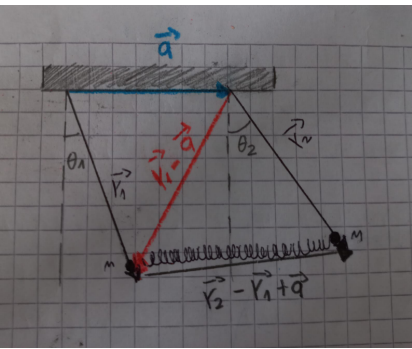 a⃗
θ1
r⃗1
r⃗1 - a⃗
θ2
r⃗2
m
m
r⃗2 - r⃗1 + a⃗